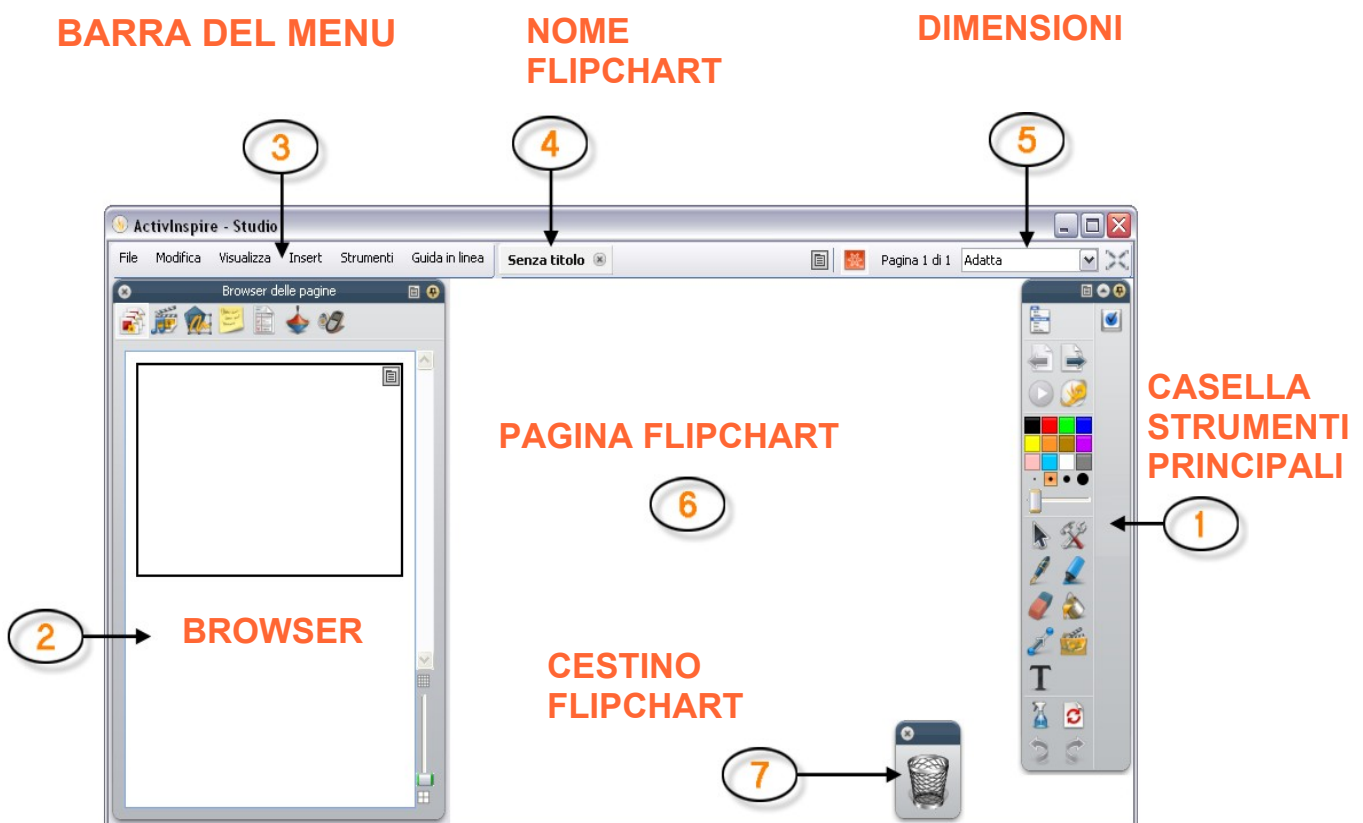 BARRA DEL MENU
NOME
FLIPCHART
DIMENSIONI
3
4
5
ActivInspire - Studio
File Modifica Visualizza Insert Strumenti Guida in linea
Senza titolo
Pagina 1 di 1
Adatta
Browser delle pagine
PAGINA FLIPCHART
6
CASELLA
STRUMENTI
PRINCIPALI
1
2
BROWSER
CESTINO
FLIPCHART
T
7